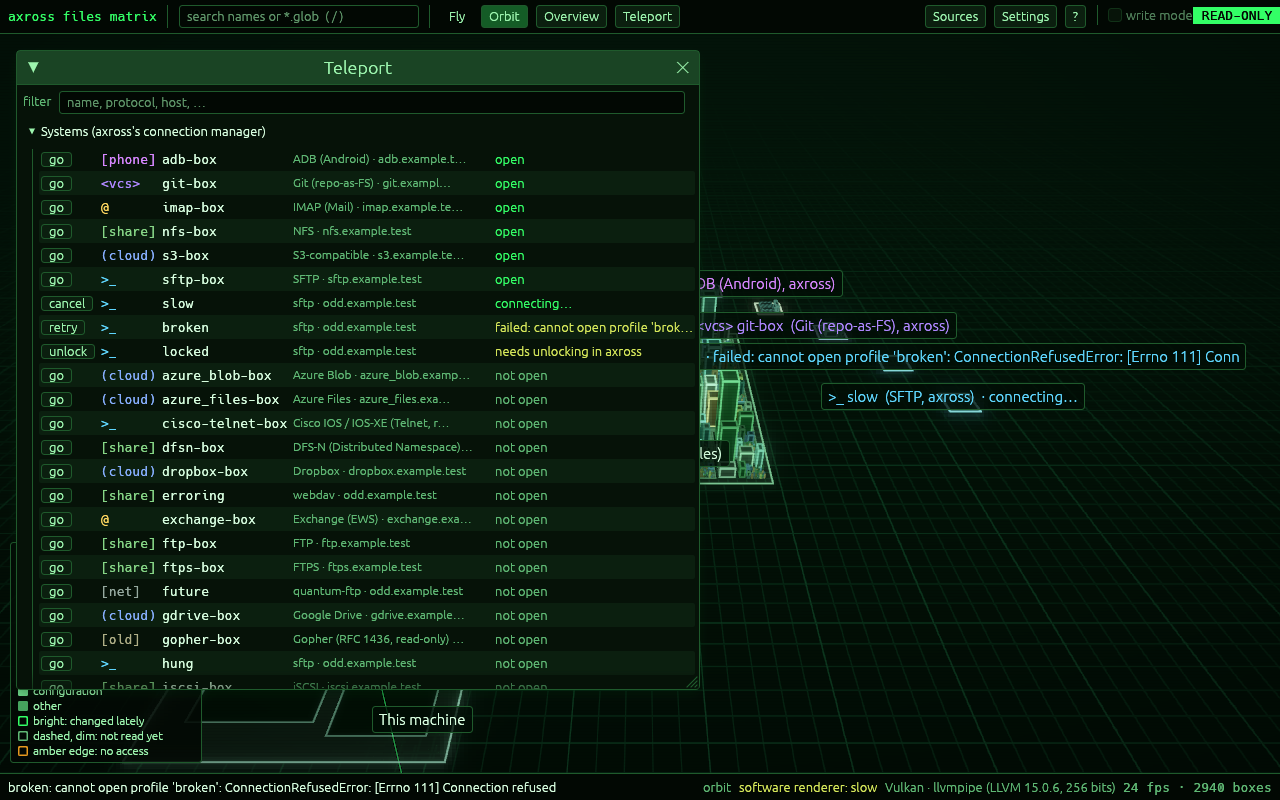 axross files matrix search names or *.glob (/) Fly Orbit Overview Teleport Sources Settings ? write mode READ-ONLY
▼ Teleport ×
filter name, protocol, host, …
▼ Systems (axross's connection manager)
go [phone] adb-box ADB (Android) · adb.example.t… open
go <vcs> git-box Git (repo-as-FS) · git.exampl… open
go @ imap-box IMAP (Mail) · imap.example.te… open
go [share] nfs-box NFS · nfs.example.test open
go (cloud) s3-box S3-compatible · s3.example.te… open
go >_ sftp-box SFTP · sftp.example.test open
cancel >_ slow sftp · odd.example.test connecting…
retry >_ broken sftp · odd.example.test failed: cannot open profile 'brok…
unlock >_ locked sftp · odd.example.test needs unlocking in axross
go (cloud) azure_blob-box Azure Blob · azure_blob.examp… not open
go (cloud) azure_files-box Azure Files · azure_files.exa… not open
go >_ cisco-telnet-box Cisco IOS / IOS-XE (Telnet, r… not open
go [share] dfsn-box DFS-N (Distributed Namespace)… not open
go (cloud) dropbox-box Dropbox · dropbox.example.test not open
go [share] erroring webdav · odd.example.test not open
go @ exchange-box Exchange (EWS) · exchange.exa… not open
go [share] ftp-box FTP · ftp.example.test not open
go [share] ftps-box FTPS · ftps.example.test not open
go [net] future quantum-ftp · odd.example.test not open
go (cloud) gdrive-box Google Drive · gdrive.example… not open
go [old] gopher-box Gopher (RFC 1436, read-only) … not open
go >_ hung sftp · odd.example.test not open
go [share] iscsi-box iSCSI · iscsi.example.test not open
DB (Android), axross)
<vcs> git-box (Git (repo-as-FS), axross)
· failed: cannot open profile 'broken': ConnectionRefusedError: [Errno 111] Conn
>_ slow (SFTP, axross) · connecting…
les)
configuration
other
bright: changed lately
dashed, dim: not read yet
amber edge: no access
This machine
broken: cannot open profile 'broken': ConnectionRefusedError: [Errno 111] Connection refused orbit software renderer: slow Vulkan · llvmpipe (LLVM 15.0.6, 256 bits) 24 fps · 2940 boxes